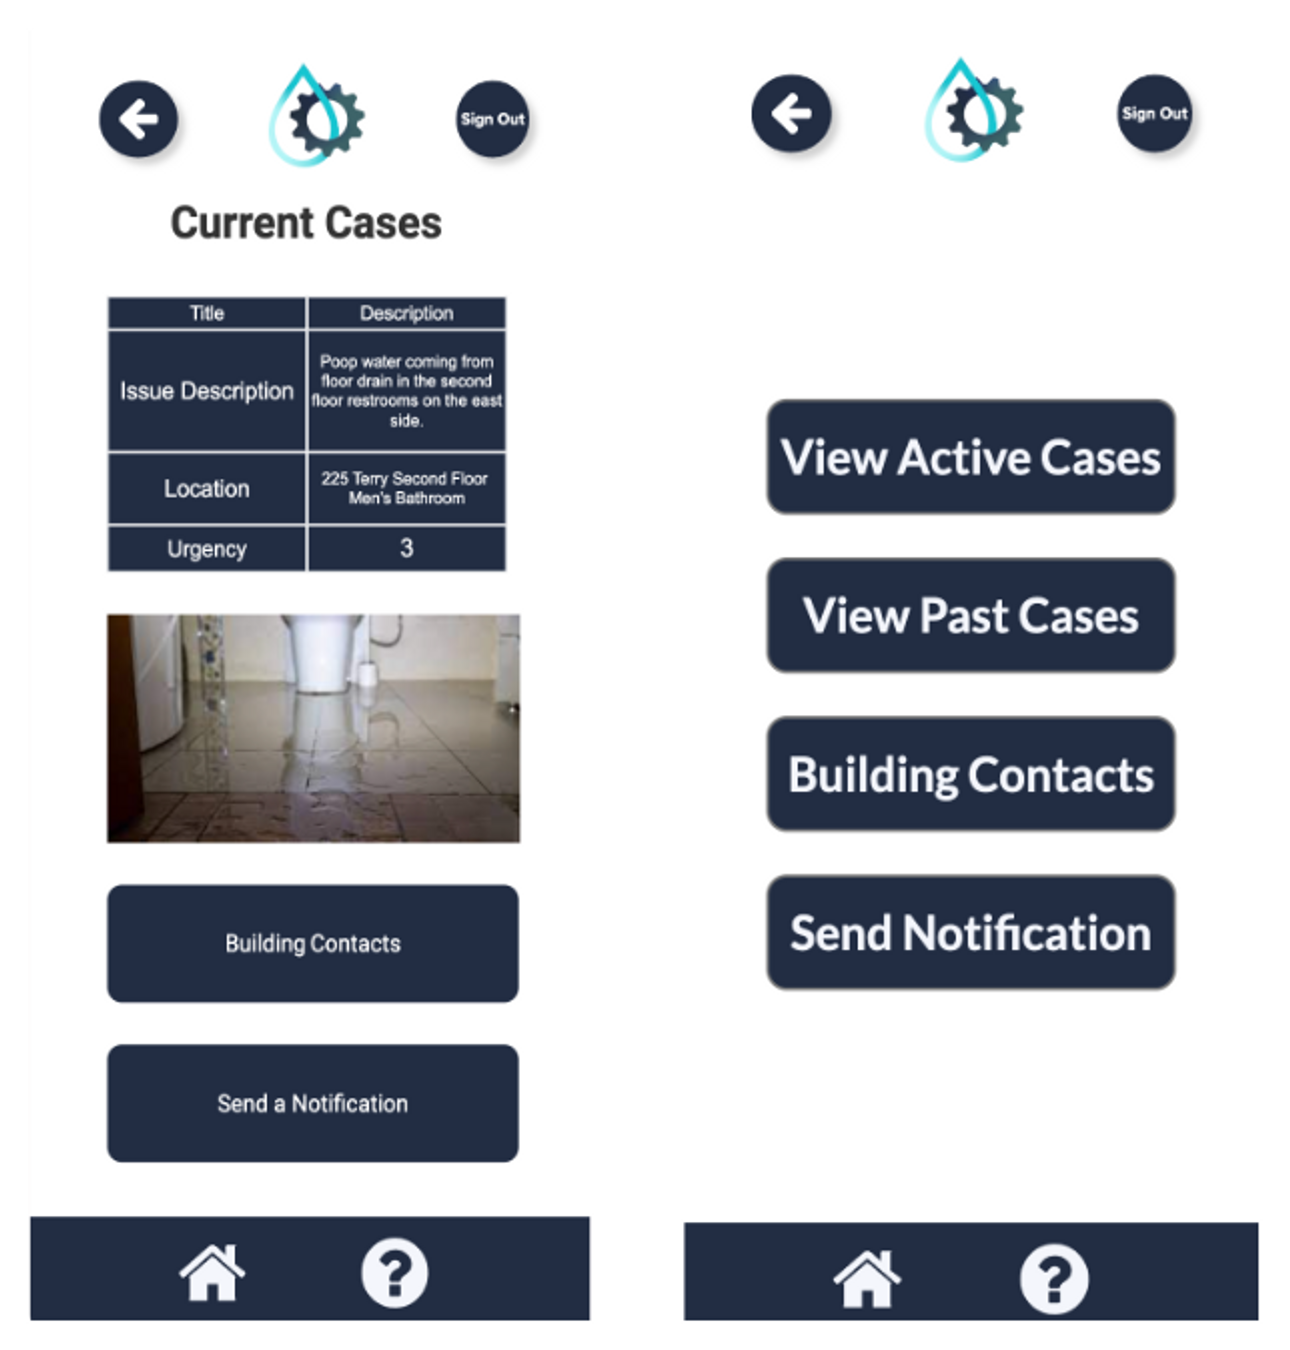 Sign Out
Current Cases
Title
Description
Issue Description
Poop water coming from
floor drain in the second
floor restrooms on the east
side.
Location
225 Terry Second Floor
Men's Bathroom
Urgency
3
Building Contacts
Send a Notification
Sign Out
View Active Cases
View Past Cases
Building Contacts
Send Notification